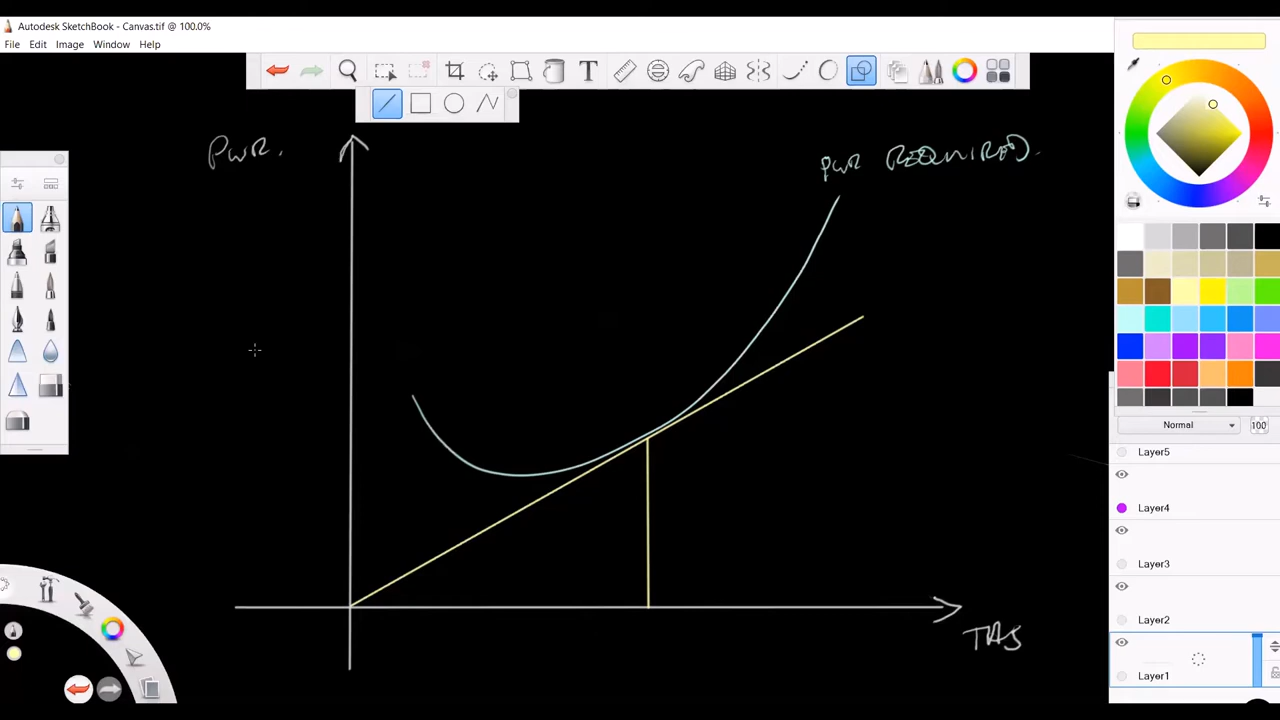 Autodesk SketchBook - Canvas.tif @ 100.0%
File Edit Image Window Help
PWR.
PWR REQUIRED.
TAS
Normal 100
Layer5
Layer4
Layer3
Layer2
Layer1